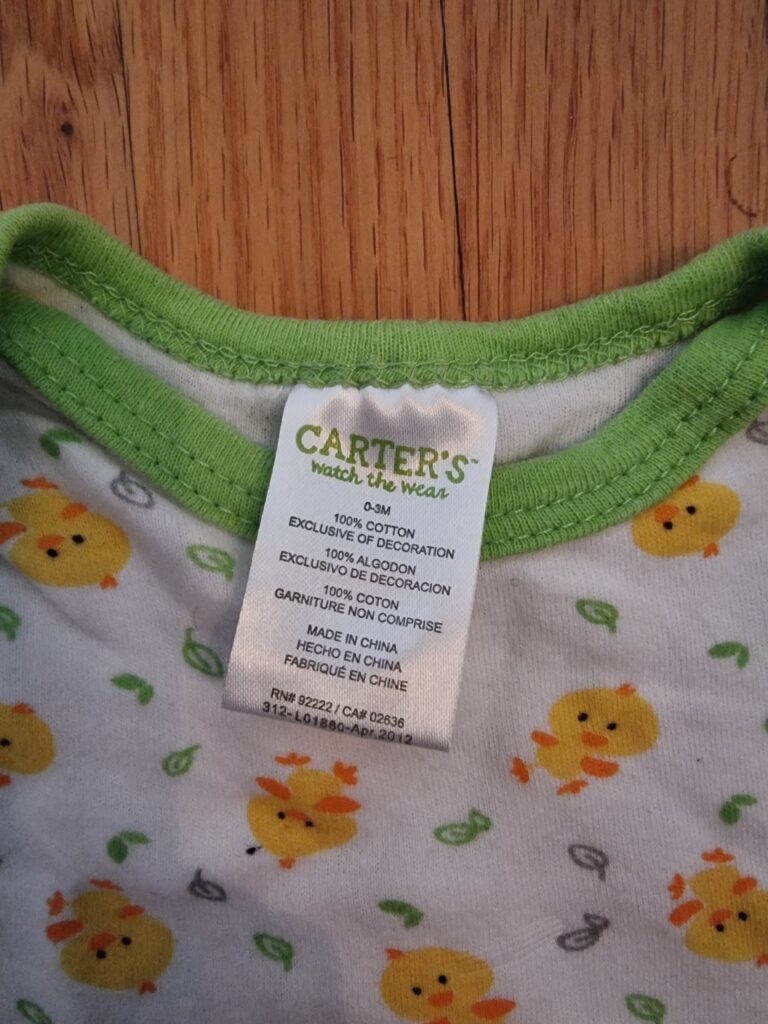 CARTER'S™
watch the wear
0-3M
100% COTTON
EXCLUSIVE OF DECORATION
100% ALGODON
EXCLUSIVO DE DECORACION
100% COTON
GARNITURE NON COMPRISE
MADE IN CHINA
HECHO EN CHINA
FABRIQUÉ EN CHINE
RN# 92222 / CA# 02636
312-L01880-Apr.2012